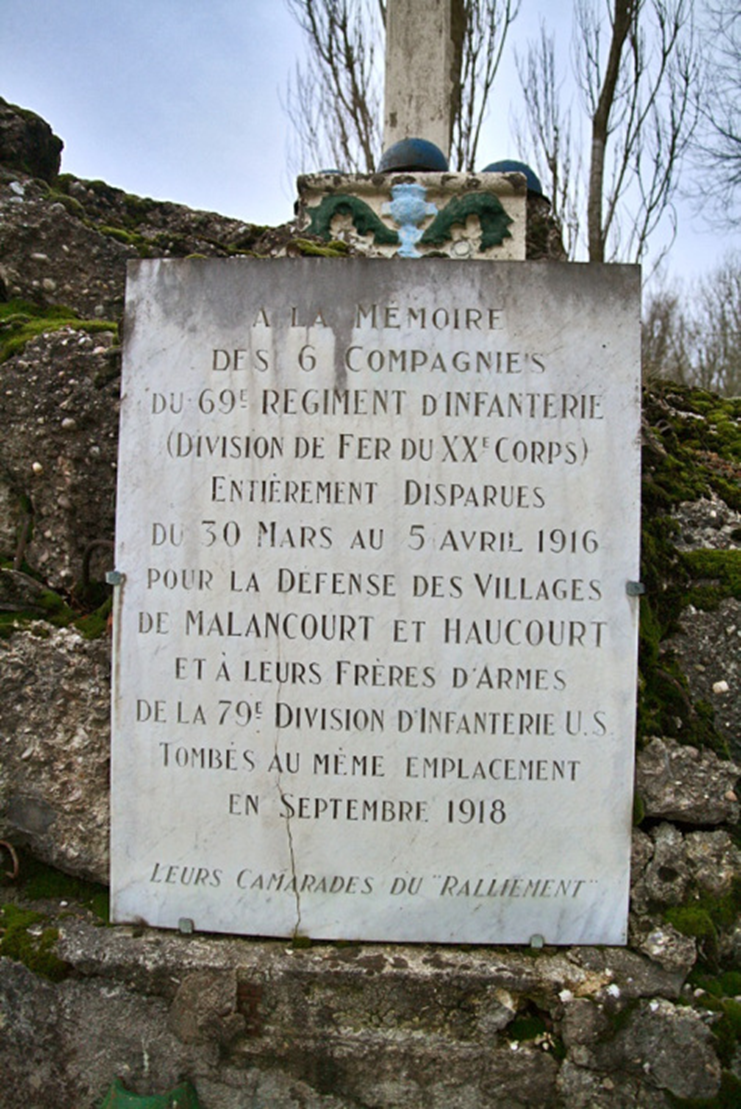 A LA MÉMOIRE
DES 6 COMPAGNIE'S
DU 69E REGIMENT D'INFANTERIE
(DIVISION DE FER DU XXE CORPS)
ENTIÈREMENT DISPARUES
DU 30 MARS AU 5 AVRIL 1916
POUR LA DÉFENSE DES VILLAGES
DE MALANCOURT ET HAUCOURT
ET À LEURS FRÈRES D'ARMES
DE LA 79E DIVISION D'INFANTERIE U.S.
TOMBÉS AU MÊME EMPLACEMENT
EN SEPTEMBRE 1918
LEURS CAMARADES DU "RALLIEMENT"